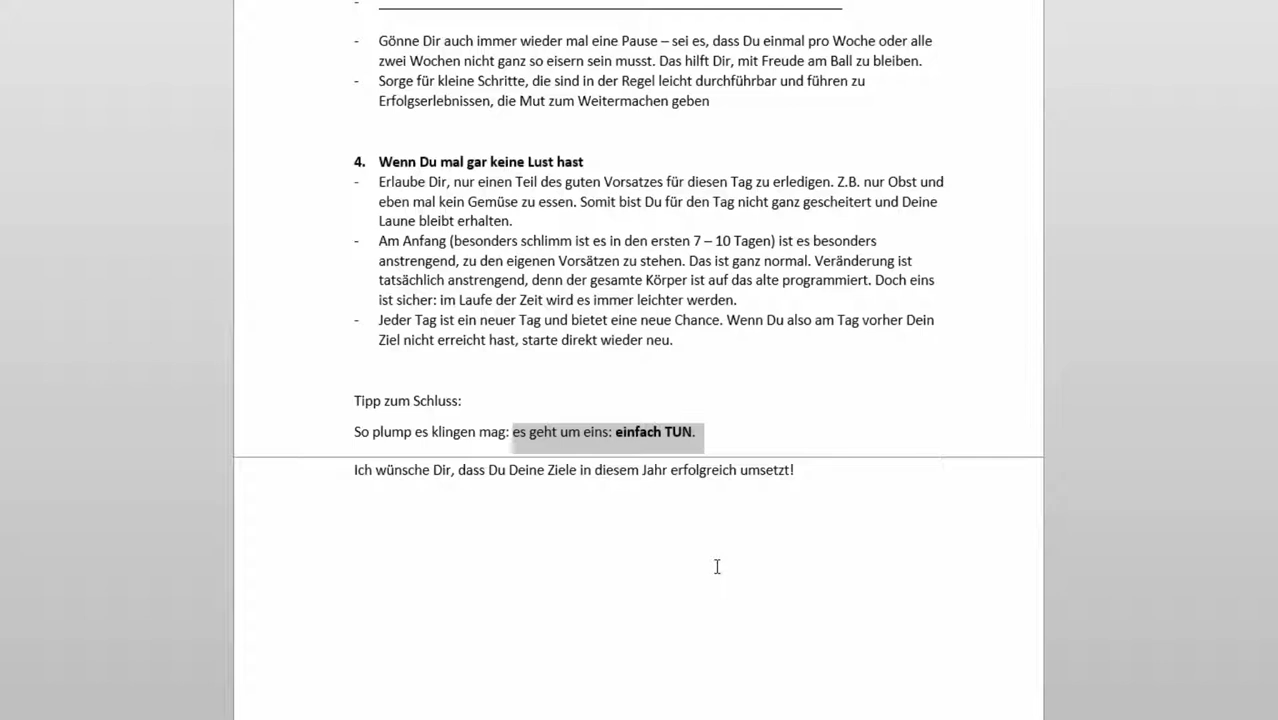 -
- Gönne Dir auch immer wieder mal eine Pause – sei es, dass Du einmal pro Woche oder alle
zwei Wochen nicht ganz so eisern sein musst. Das hilft Dir, mit Freude am Ball zu bleiben.
- Sorge für kleine Schritte, die sind in der Regel leicht durchführbar und führen zu
Erfolgserlebnissen, die Mut zum Weitermachen geben
4. Wenn Du mal gar keine Lust hast
- Erlaube Dir, nur einen Teil des guten Vorsatzes für diesen Tag zu erledigen. Z.B. nur Obst und
eben mal kein Gemüse zu essen. Somit bist Du für den Tag nicht ganz gescheitert und Deine
Laune bleibt erhalten.
- Am Anfang (besonders schlimm ist es in den ersten 7 – 10 Tagen) ist es besonders
anstrengend, zu den eigenen Vorsätzen zu stehen. Das ist ganz normal. Veränderung ist
tatsächlich anstrengend, denn der gesamte Körper ist auf das alte programmiert. Doch eins
ist sicher: im Laufe der Zeit wird es immer leichter werden.
- Jeder Tag ist ein neuer Tag und bietet eine neue Chance. Wenn Du also am Tag vorher Dein
Ziel nicht erreicht hast, starte direkt wieder neu.
Tipp zum Schluss:
So plump es klingen mag: es geht um eins: einfach TUN.
Ich wünsche Dir, dass Du Deine Ziele in diesem Jahr erfolgreich umsetzt!